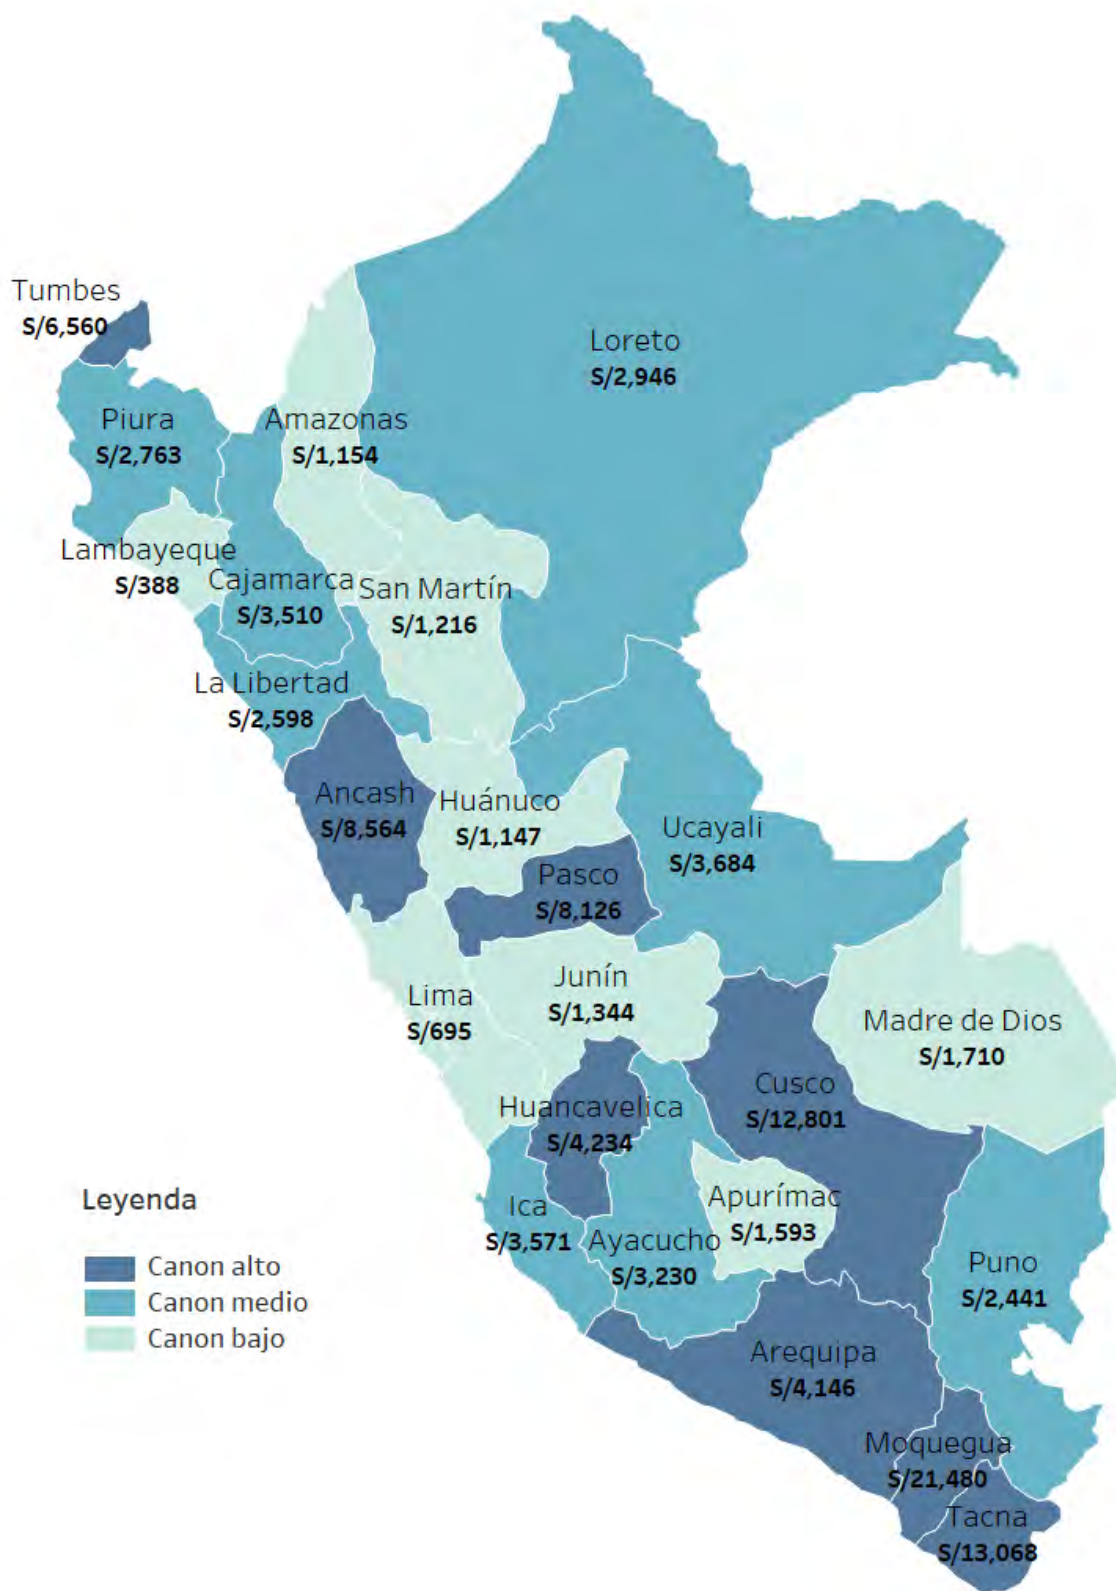 Tumbes
S/6,560
Loreto
S/2,946
Piura
S/2,763
Amazonas
S/1,154
Lambayeque
S/388
Cajamarca
S/3,510
San Martín
S/1,216
La Libertad
S/2,598
Ancash
S/8,564
Huánuco
S/1,147
Ucayali
S/3,684
Pasco
S/8,126
Junín
S/1,344
Lima
S/695
Madre de Dios
S/1,710
Cusco
S/12,801
Huancavelica
S/4,234
Apurímac
S/1,593
Ica
S/3,571
Ayacucho
S/3,230
Puno
S/2,441
Arequipa
S/4,146
Moquegua
S/21,480
Tacna
S/13,068
Leyenda
Canon alto
Canon medio
Canon bajo